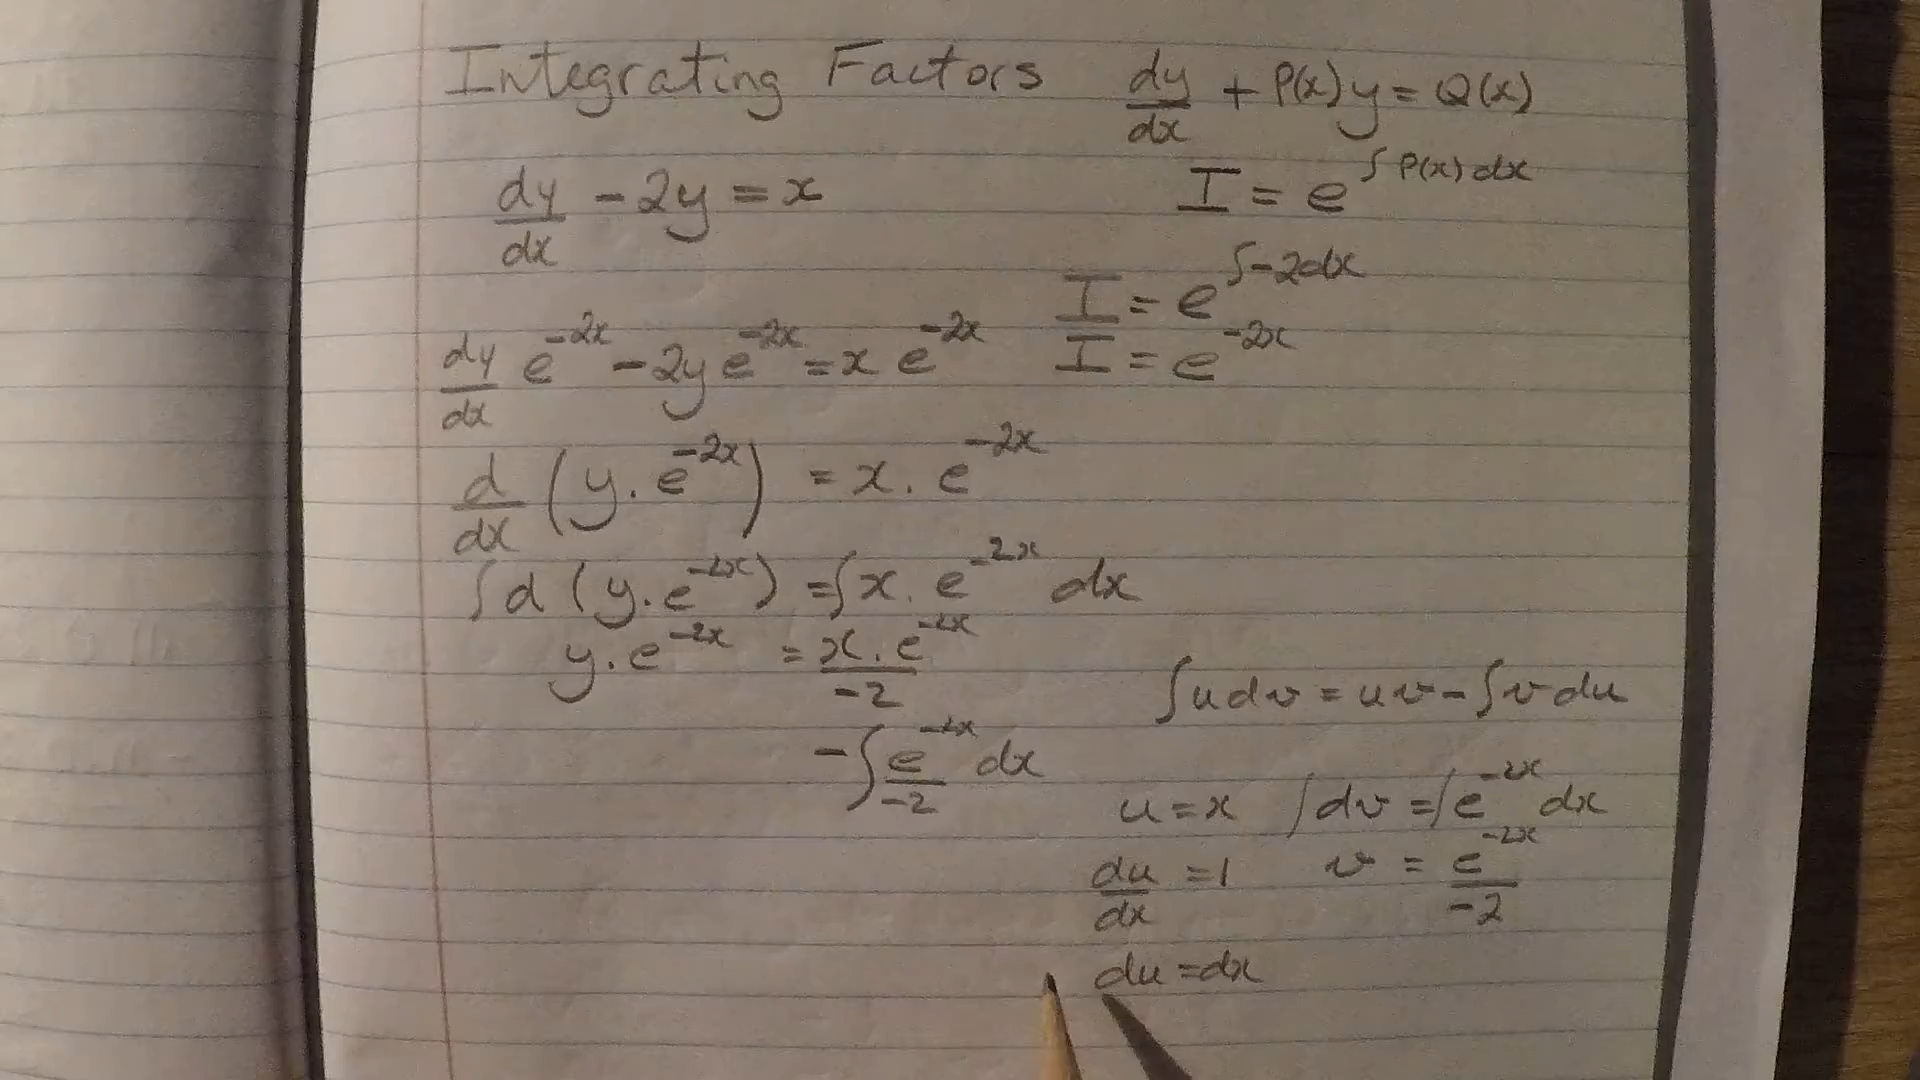 Integrating Factors dy/dx + P(x)y = Q(x)
dy/dx - 2y = x
I = e^∫P(x)dx
I = e^∫-2dx
dy/dx e^-2x - 2y e^-2x = x e^-2x
I = e^-2x
d/dx (y. e^-2x) = x. e^-2x
∫d (y. e^-2x) = ∫x. e^-2x dx
y. e^-2x = x. e^-2x/-2
∫u dv = uv - ∫v du
- ∫ e^-2x/-2 dx
u = x ∫dv = ∫e^-2x dx
du/dx = 1 v = e^-2x/-2
du = dx